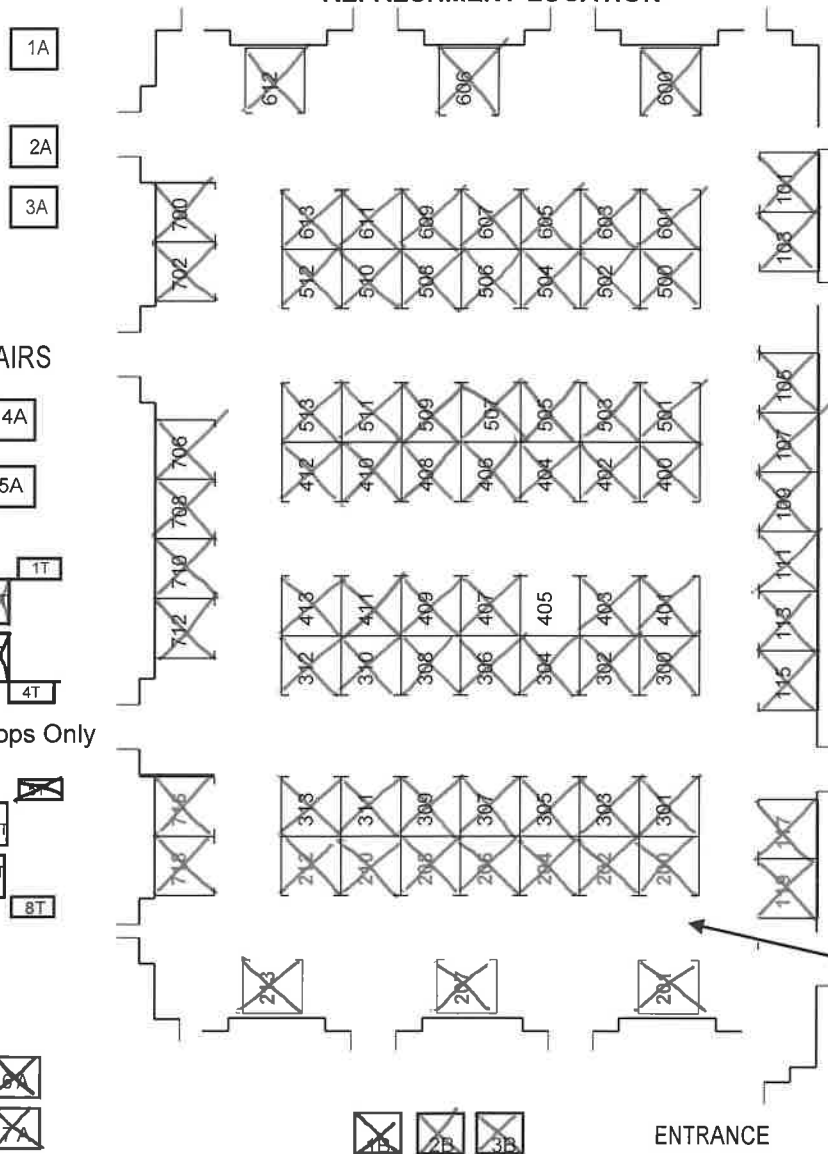 1A
612 606 600
2A
3A
700 613 611 609 607 605 603 601 101
702 512 510 508 506 504 502 500 103
AIRS
4A
105
513 511 509 507 505 503 501 107
706 412 410 408 406 404 402 400
5A
708 109
710 111
1T
413 411 409 407 405 403 401 113
712 312 310 308 306 304 302 300 115
4T
ops Only
5T
716 313 311 309 307 305 303 301 117
718 212 210 208 206 204 202 200 119
8T
213 207 201
6A
7A
1B 2B 3B ENTRANCE